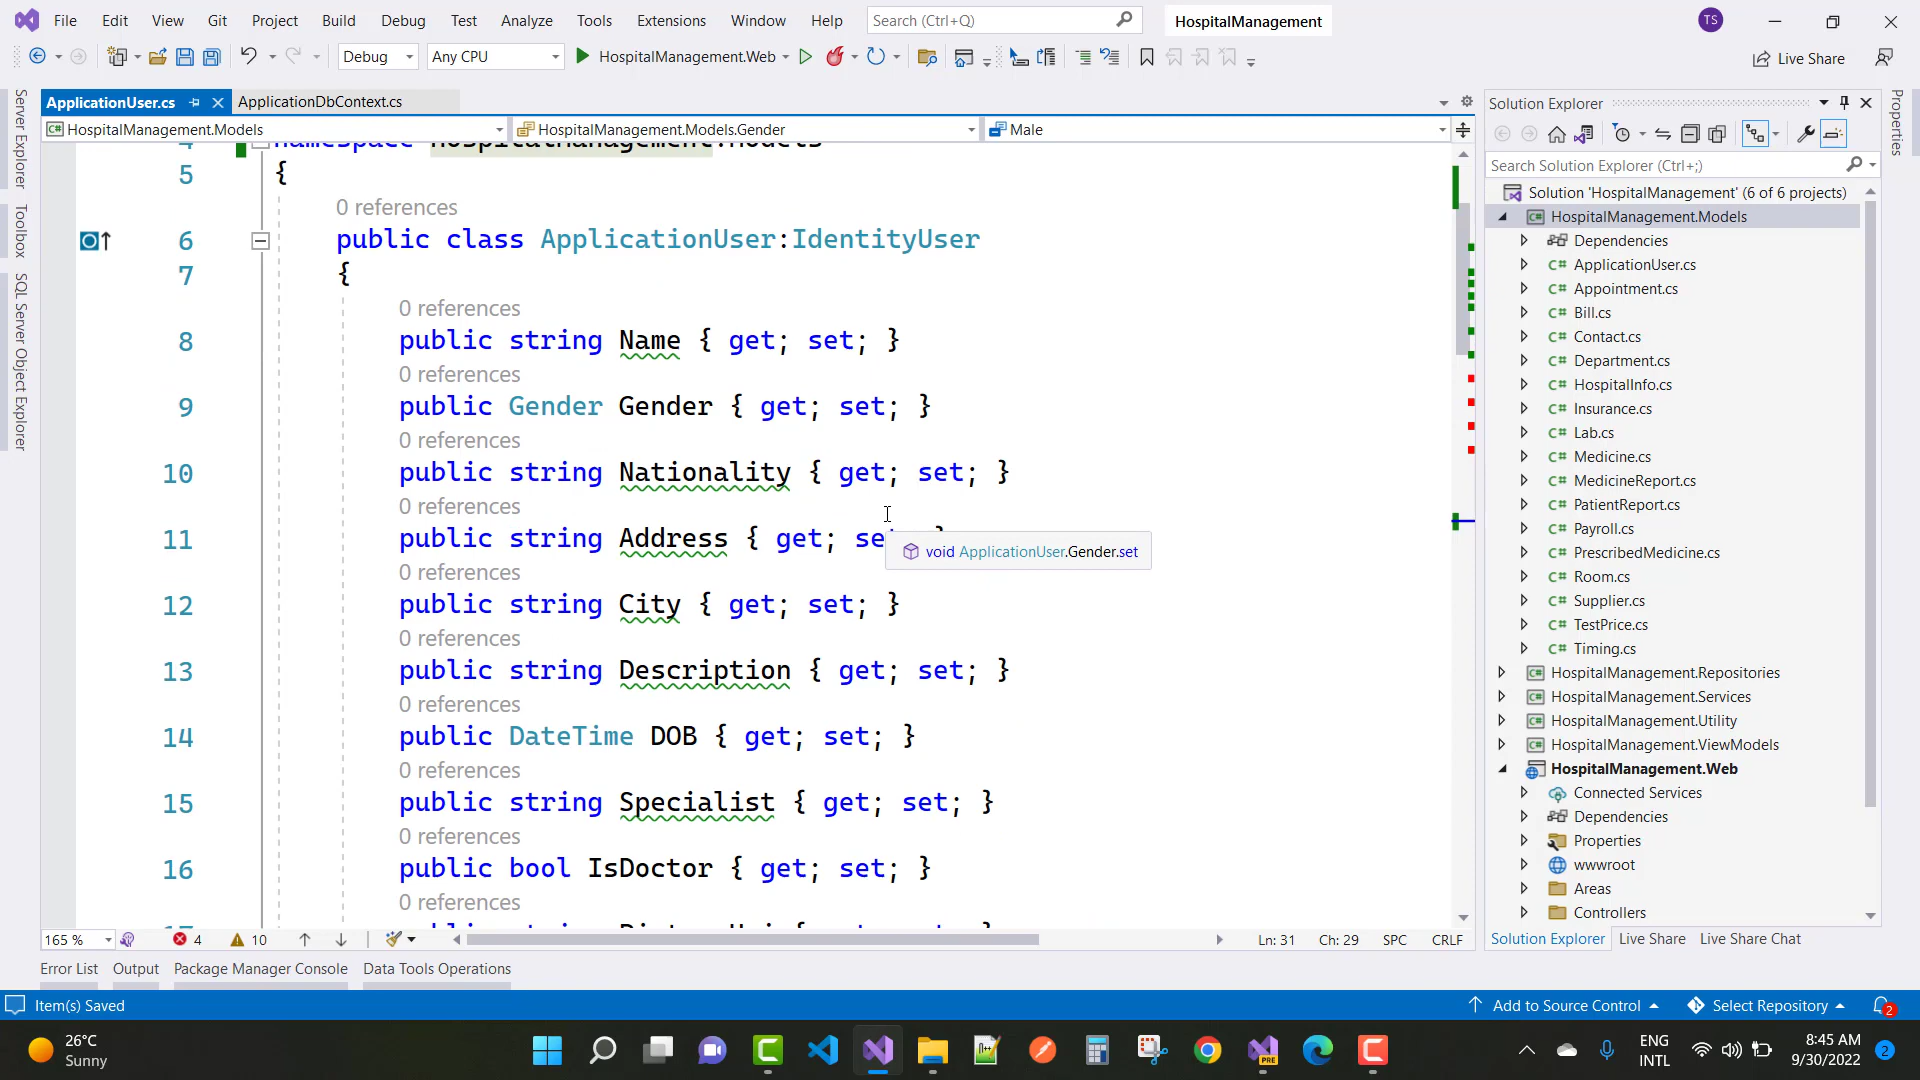 File Edit View Git Project Build Debug Test Analyze Tools Extensions Window Help Search (Ctrl+Q) HospitalManagement TS
Debug Any CPU HospitalManagement.Web Live Share
ApplicationUser.cs ApplicationDbContext.cs
HospitalManagement.Models HospitalManagement.Models.Gender Male
4 namespace HospitalManagement.Models
5 {
0 references
6 public class ApplicationUser:IdentityUser
7 {
0 references
8 public string Name { get; set; }
0 references
9 public Gender Gender { get; set; }
0 references
10 public string Nationality { get; set; }
0 references
11 public string Address { get; set; }
void ApplicationUser.Gender.set
0 references
12 public string City { get; set; }
0 references
13 public string Description { get; set; }
0 references
14 public DateTime DOB { get; set; }
0 references
15 public string Specialist { get; set; }
0 references
16 public bool IsDoctor { get; set; }
0 references
165 % 4 10 Ln: 31 Ch: 29 SPC CRLF
Error List Output Package Manager Console Data Tools Operations
Server Explorer
Toolbox
SQL Server Object Explorer
Solution Explorer
Search Solution Explorer (Ctrl+;)
Solution 'HospitalManagement' (6 of 6 projects)
HospitalManagement.Models
Dependencies
C# ApplicationUser.cs
C# Appointment.cs
C# Bill.cs
C# Contact.cs
C# Department.cs
C# HospitalInfo.cs
C# Insurance.cs
C# Lab.cs
C# Medicine.cs
C# MedicineReport.cs
C# PatientReport.cs
C# Payroll.cs
C# PrescribedMedicine.cs
C# Room.cs
C# Supplier.cs
C# TestPrice.cs
C# Timing.cs
HospitalManagement.Repositories
HospitalManagement.Services
HospitalManagement.Utility
HospitalManagement.ViewModels
HospitalManagement.Web
Connected Services
Dependencies
Properties
wwwroot
Areas
Controllers
Solution Explorer Live Share Live Share Chat
Properties
Item(s) Saved Add to Source Control Select Repository 2
26°C
Sunny
PRE
ENG
INTL
8:45 AM
9/30/2022
2